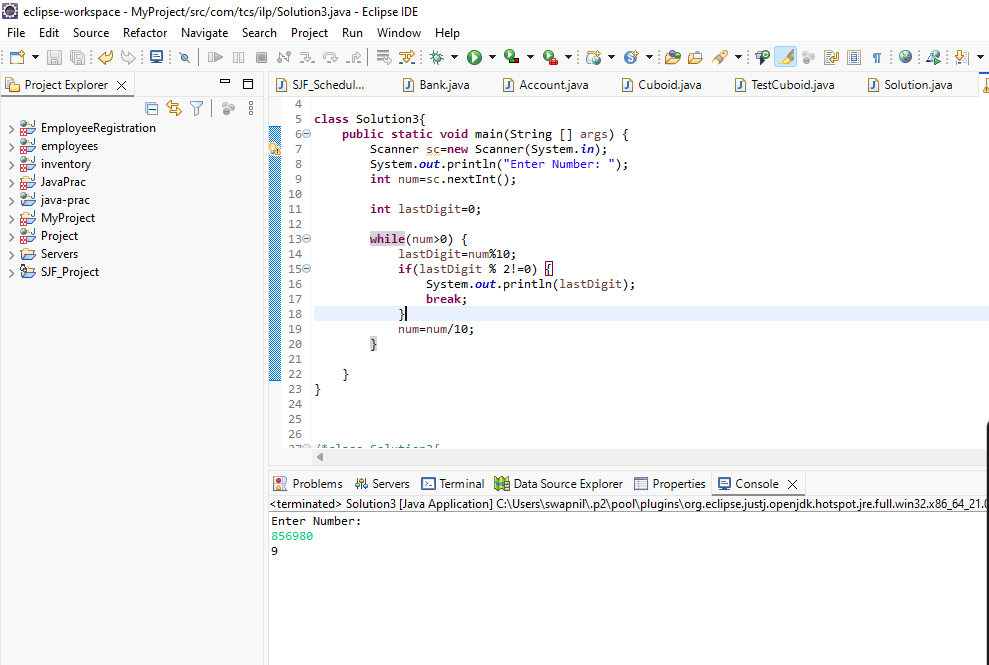 eclipse-workspace - MyProject/src/com/tcs/ilp/Solution3.java - Eclipse IDE
File Edit Source Refactor Navigate Search Project Run Window Help
Project Explorer
SJF_Schedul... Bank.java Account.java Cuboid.java TestCuboid.java Solution.java
EmployeeRegistration
employees
inventory
JavaPrac
java-prac
MyProject
Project
Servers
SJF_Project
4
5 class Solution3{
6 public static void main(String [] args) {
7 Scanner sc=new Scanner(System.in);
8 System.out.println("Enter Number: ");
9 int num=sc.nextInt();
10
11 int lastDigit=0;
12
13 while(num>0) {
14 lastDigit=num%10;
15 if(lastDigit % 2!=0) {
16 System.out.println(lastDigit);
17 break;
18 }
19 num=num/10;
20 }
21
22 }
23 }
24
25
26
27 /*class Solution3{
Problems Servers Terminal Data Source Explorer Properties Console
<terminated> Solution3 [Java Application] C:\Users\swapnil\.p2\pool\plugins\org.eclipse.justj.openjdk.hotspot.jre.full.win32.x86_64_21.0
Enter Number:
856980
9